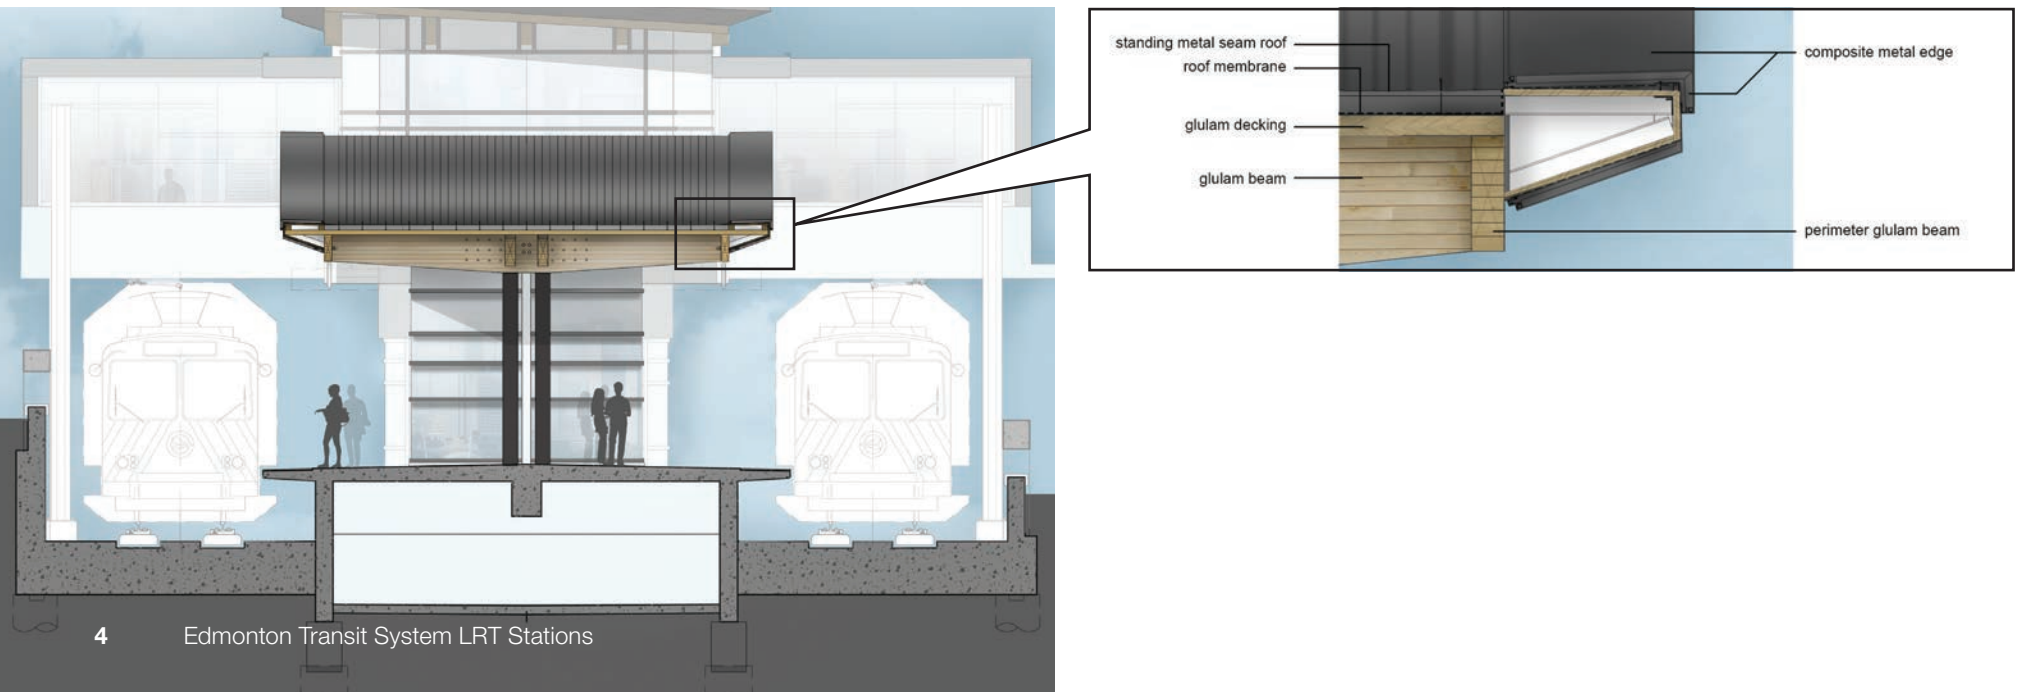 standing metal seam roof
roof membrane
glulam decking
glulam beam
composite metal edge
perimeter glulam beam
4 Edmonton Transit System LRT Stations